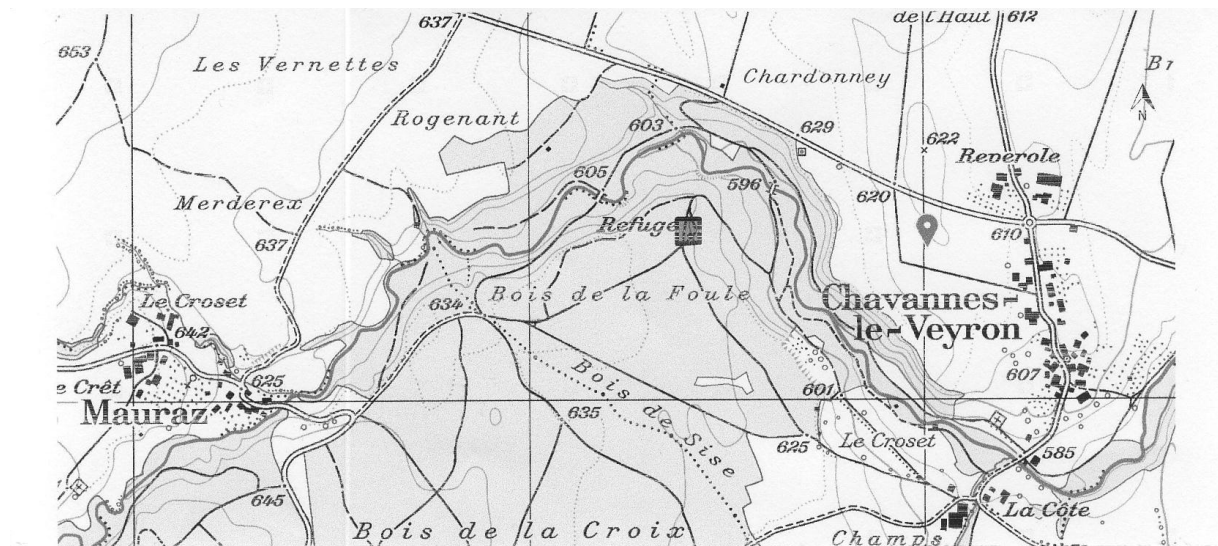 637
de l'Haut 612
653
Les Vernettes
Chardonney
Rogenant
N
603
629
622
Reverole
605
596
620
Merderex
637
Refuge
610
Le Croset
634
Bois de la Foule
Chavannes-
le-Veyron
642
Bois de Sise
607
625
601
Mauraz
635
625
Le Croset
585
645
La Côte
Bois de la Croix
Champs